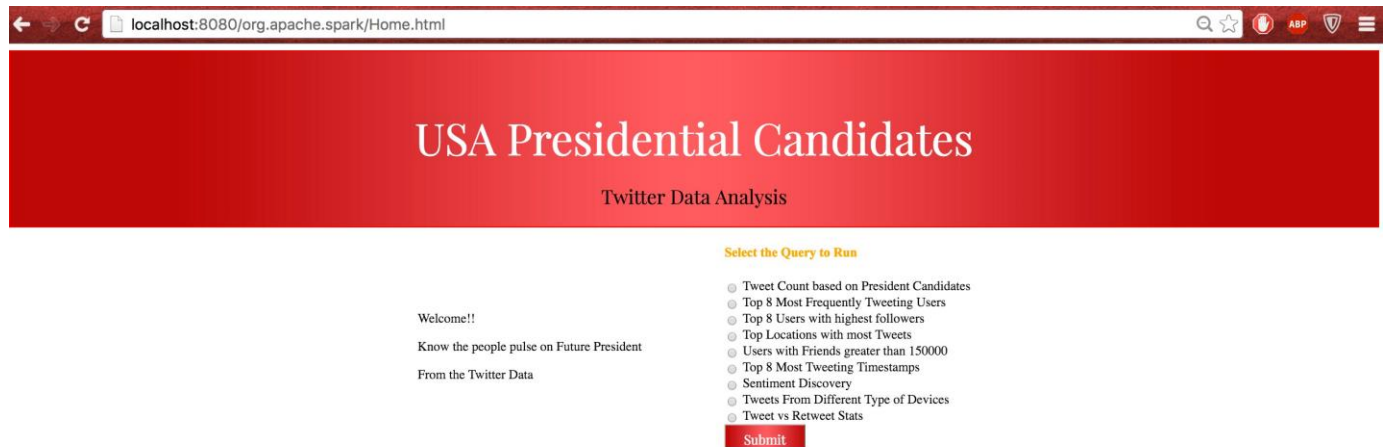 localhost:8080/org.apache.spark/Home.html
ABP
USA Presidential Candidates
Twitter Data Analysis
Welcome!!
Know the people pulse on Future President
From the Twitter Data
Select the Query to Run
Tweet Count based on President Candidates
Top 8 Most Frequently Tweeting Users
Top 8 Users with highest followers
Top Locations with most Tweets
Users with Friends greater than 150000
Top 8 Most Tweeting Timestamps
Sentiment Discovery
Tweets From Different Type of Devices
Tweet vs Retweet Stats
Submit